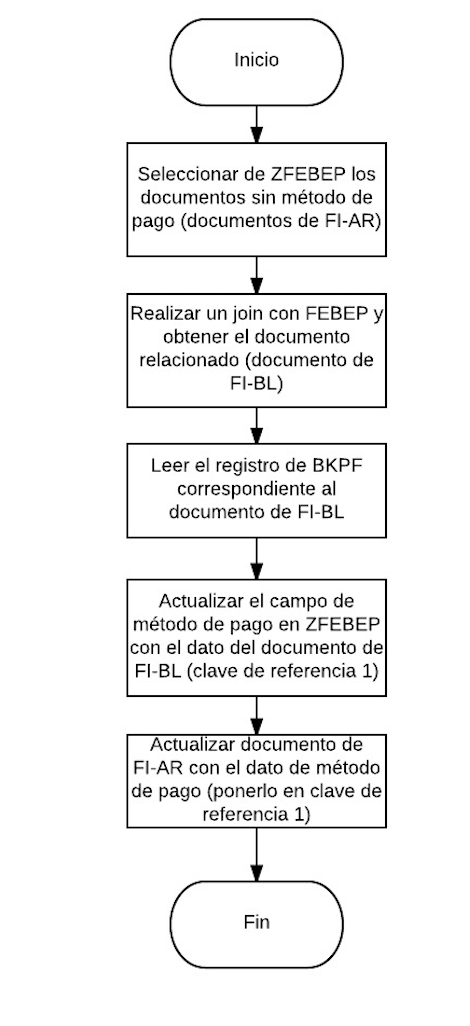 Inicio
Seleccionar de ZFEBEP los
documentos sin método de
pago (documentos de FI-AR)
Realizar un join con FEBEP y
obtener el documento
relacionado (documento de
FI-BL)
Leer el registro de BKPF
correspondiente al
documento de FI-BL
Actualizar el campo de
método de pago en ZFEBEP
con el dato del documento de
FI-BL (clave de referencia 1)
Actualizar documento de
FI-AR con el dato de método
de pago (ponerlo en clave de
referencia 1)
Fin